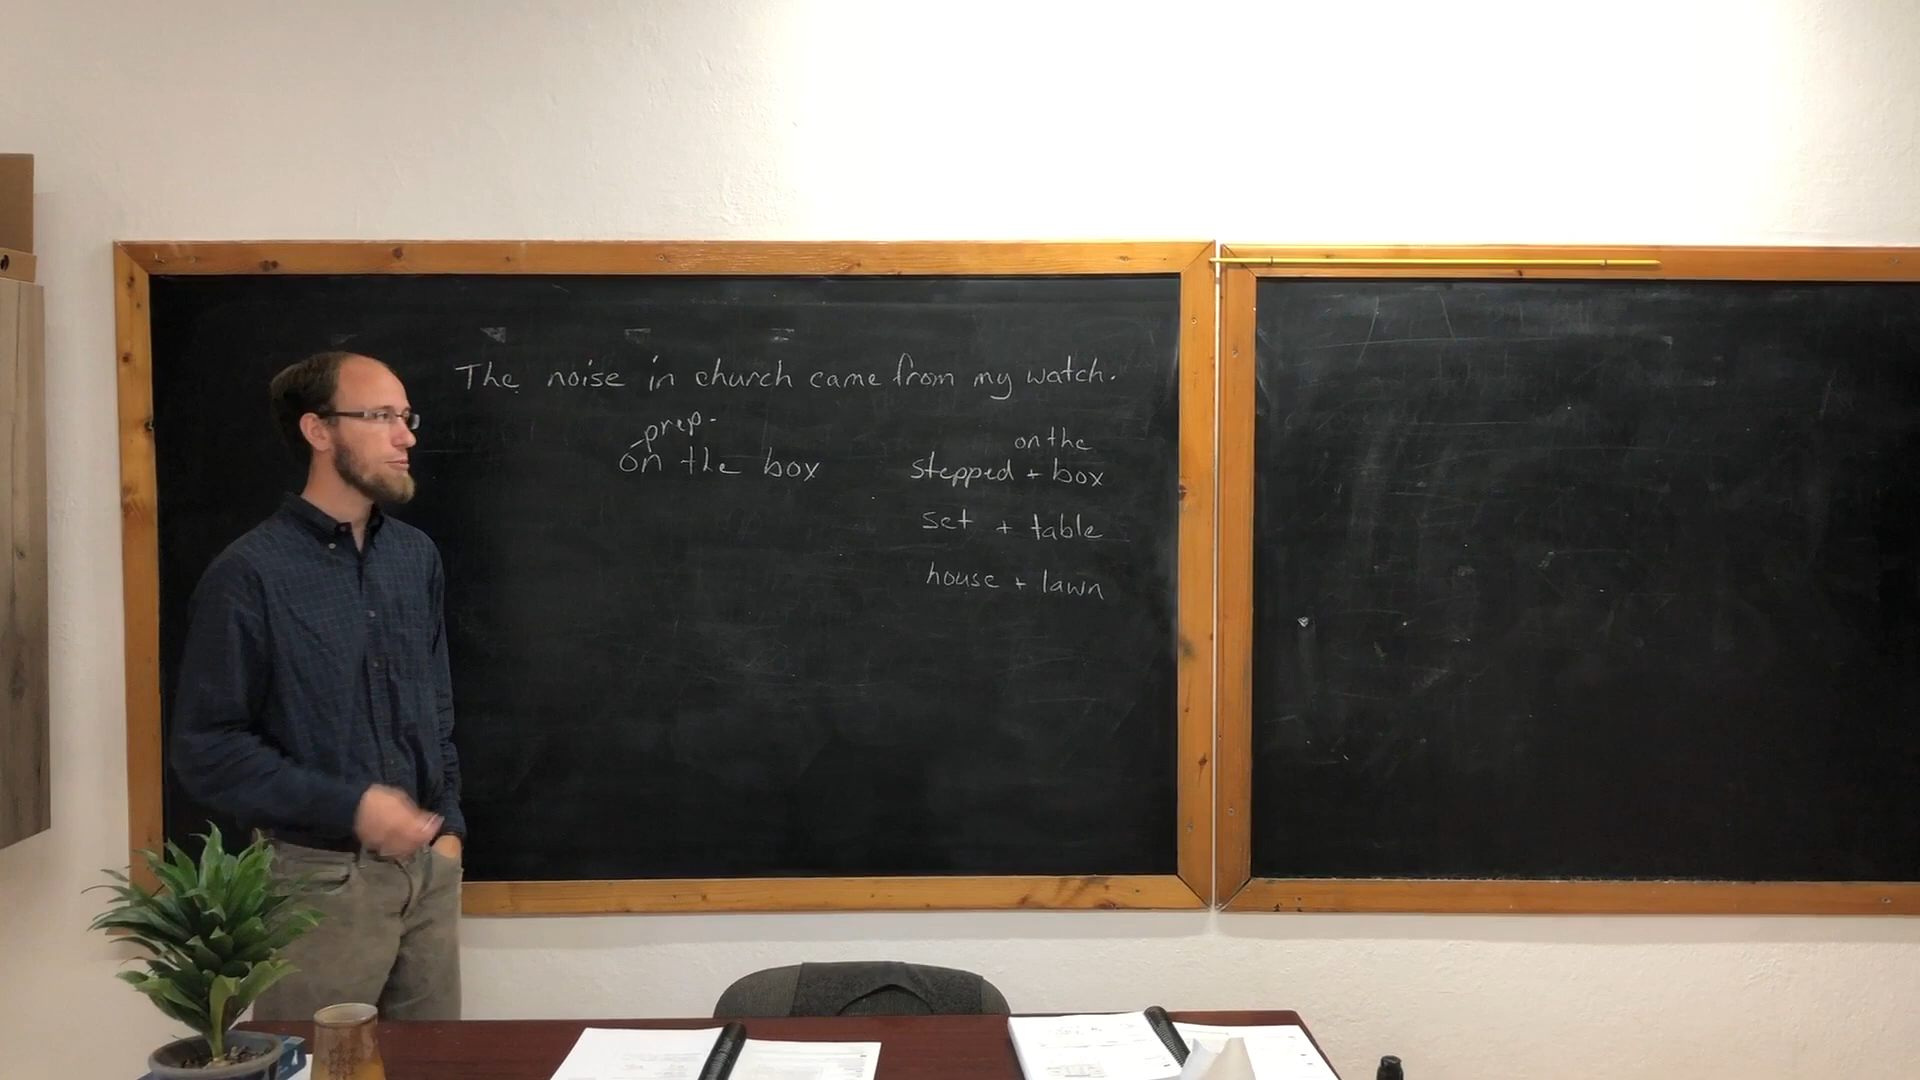 The noise in church came from my watch.
prep.
on the box
on the
stepped + box
set + table
house + lawn